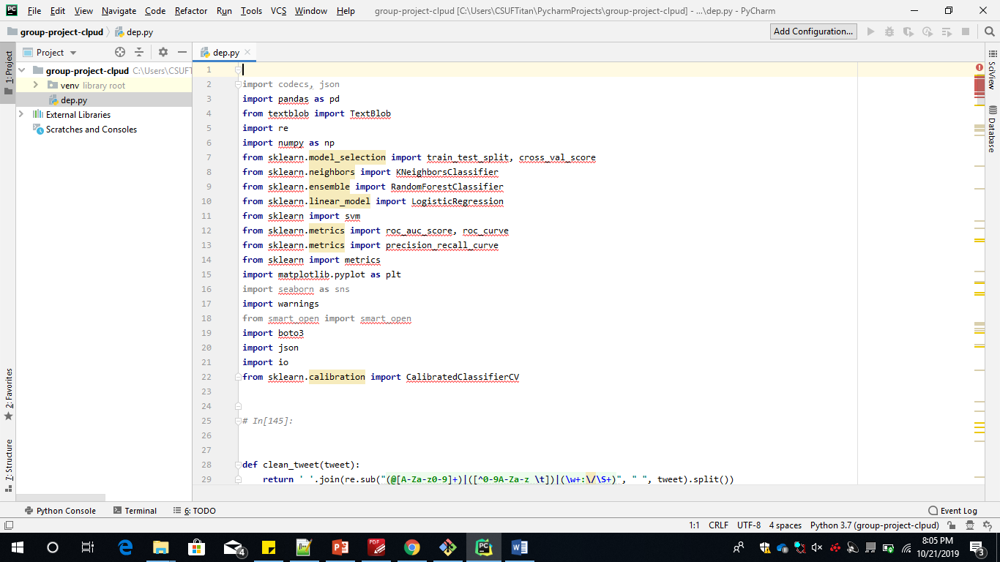 PC File Edit View Navigate Code Refactor Run Tools VCS Window Help group-project-clpud [C:\Users\CSUFTitan\PycharmProjects\group-project-clpud] - ...\dep.py - PyCharm
group-project-clpud dep.py Add Configuration...
1: Project
Project
dep.py
group-project-clpud C:\Users\CSUFT
venv library root
dep.py
External Libraries
Scratches and Consoles
1
2 import codecs, json
3 import pandas as pd
4 from textblob import TextBlob
5 import re
6 import numpy as np
7 from sklearn.model_selection import train_test_split, cross_val_score
8 from sklearn.neighbors import KNeighborsClassifier
9 from sklearn.ensemble import RandomForestClassifier
10 from sklearn.linear_model import LogisticRegression
11 from sklearn import svm
12 from sklearn.metrics import roc_auc_score, roc_curve
13 from sklearn.metrics import precision_recall_curve
14 from sklearn import metrics
15 import matplotlib.pyplot as plt
16 import seaborn as sns
17 import warnings
18 from smart_open import smart_open
19 import boto3
20 import json
21 import io
22 from sklearn.calibration import CalibratedClassifierCV
23
24
25 # In[145]:
26
27
28 def clean_tweet(tweet):
29 return ' '.join(re.sub("(@[A-Za-z0-9]+)|([^0-9A-Za-z \t])|(\w+:\/\/\S+)", " ", tweet).split())
SciView
Database
2: Favorites
7: Structure
Python Console Terminal 6: TODO Event Log
1:1 CRLF UTF-8 4 spaces Python 3.7 (group-project-clpud)
4
PDF
PC
8:05 PM
10/21/2019
3